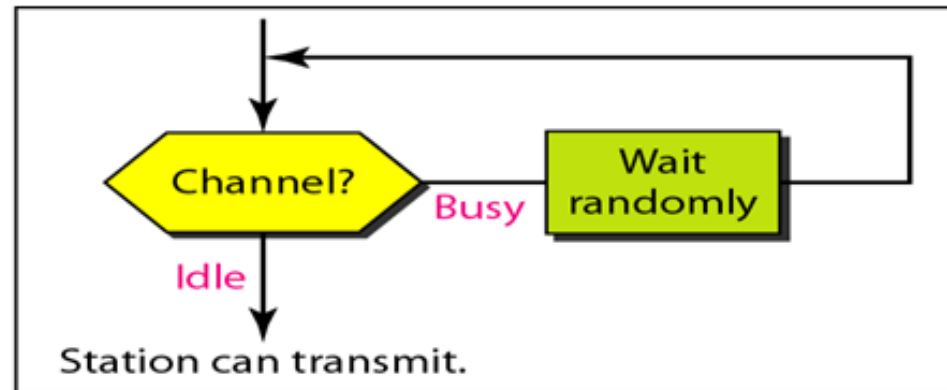 Channel?
Wait
randomly
Busy
Idle
Station can transmit.